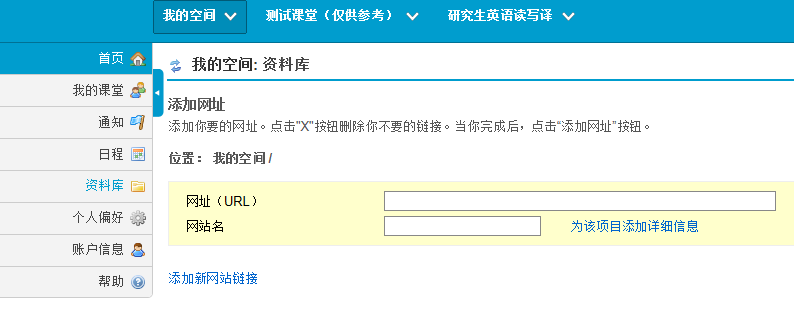 我的空间 测试课堂（仅供参考） 研究生英语读写译
首页
我的课堂
通知
日程
资料库
个人偏好
账户信息
帮助
我的空间: 资料库
添加网址
添加你要的网址。点击"X"按钮删除你不要的链接。当你完成后，点击“添加网址”按钮。
位置： 我的空间 /
网址（URL）
网站名 为该项目添加详细信息
添加新网站链接